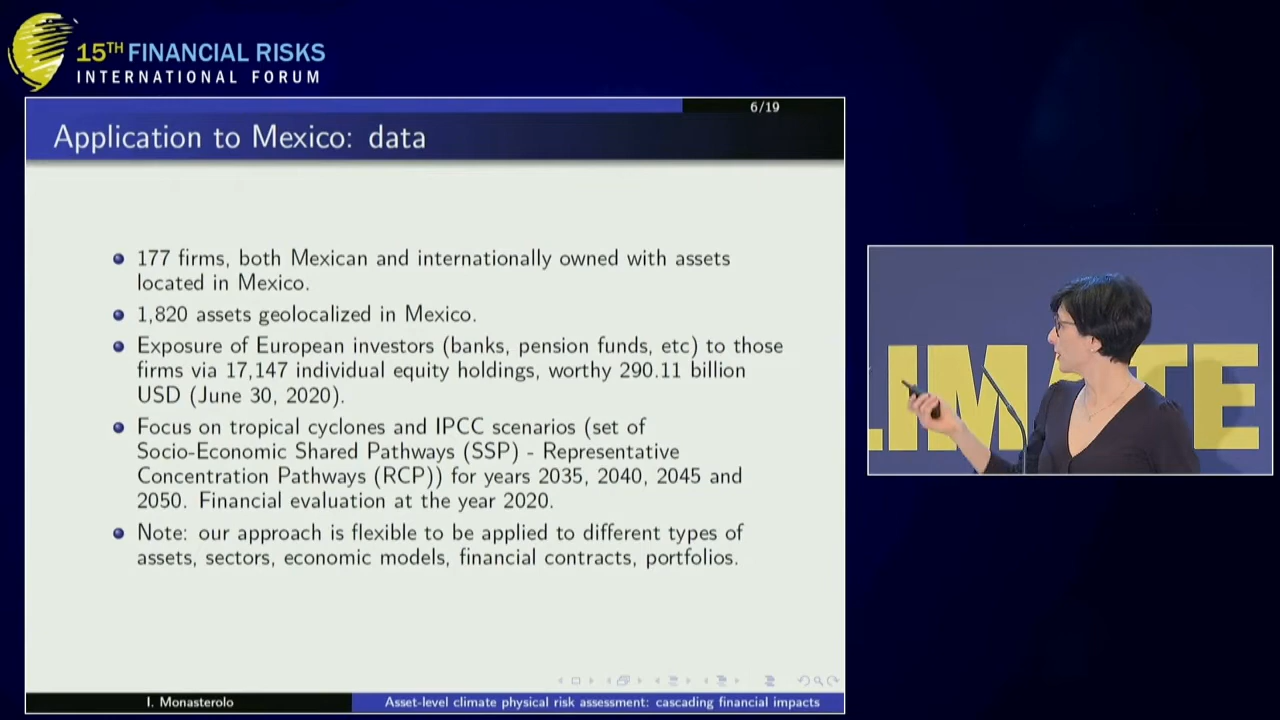 15TH FINANCIAL RISKS
INTERNATIONAL FORUM
6/19
Application to Mexico: data
177 firms, both Mexican and internationally owned with assets
located in Mexico.
1,820 assets geolocalized in Mexico.
Exposure of European investors (banks, pension funds, etc) to those
firms via 17,147 individual equity holdings, worthy 290.11 billion
USD (June 30, 2020).
Focus on tropical cyclones and IPCC scenarios (set of
Socio-Economic Shared Pathways (SSP) - Representative
Concentration Pathways (RCP)) for years 2035, 2040, 2045 and
2050. Financial evaluation at the year 2020.
Note: our approach is flexible to be applied to different types of
assets, sectors, economic models, financial contracts, portfolios.
I. Monasterolo
Asset-level climate physical risk assessment: cascading financial impacts